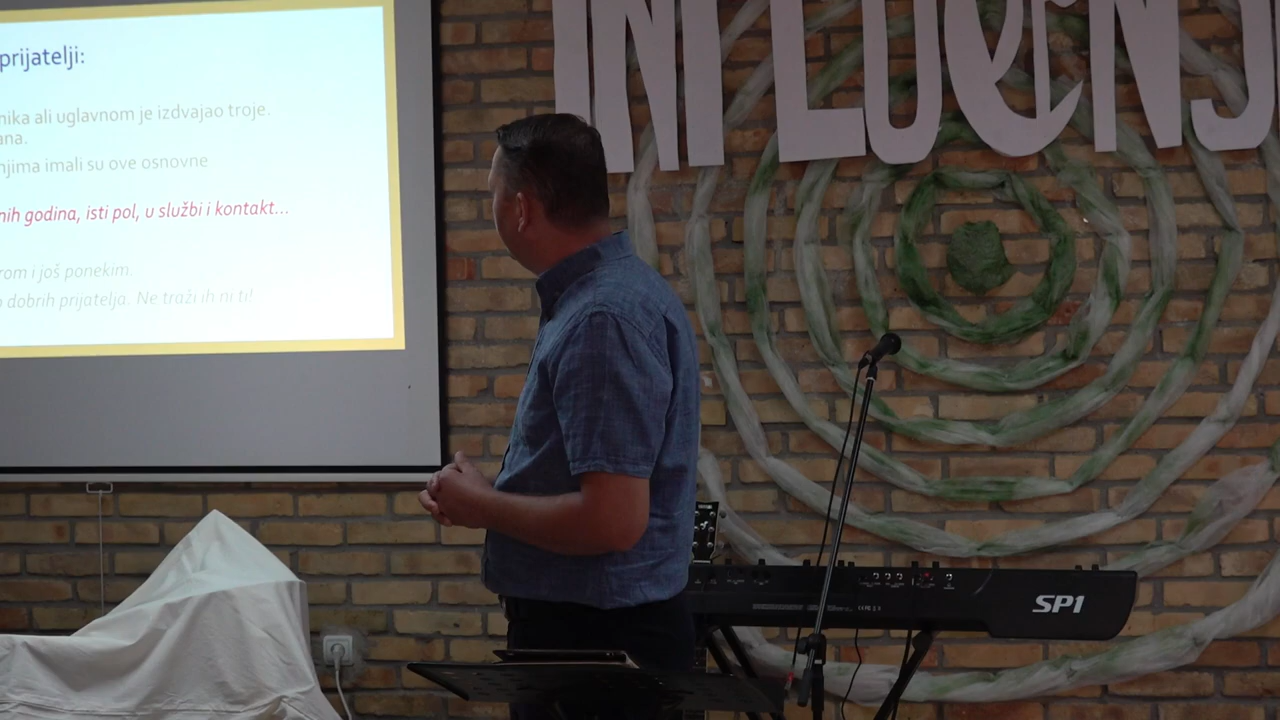 prijatelji:
nika ali uglavnom je izdvajao troje.
ana.
njima imali su ove osnovne
nih godina, isti pol, u službi i kontakt...
rom i još ponekim.
o dobrih prijatelja. Ne traži ih ni ti!
INFLUeNS
SP1